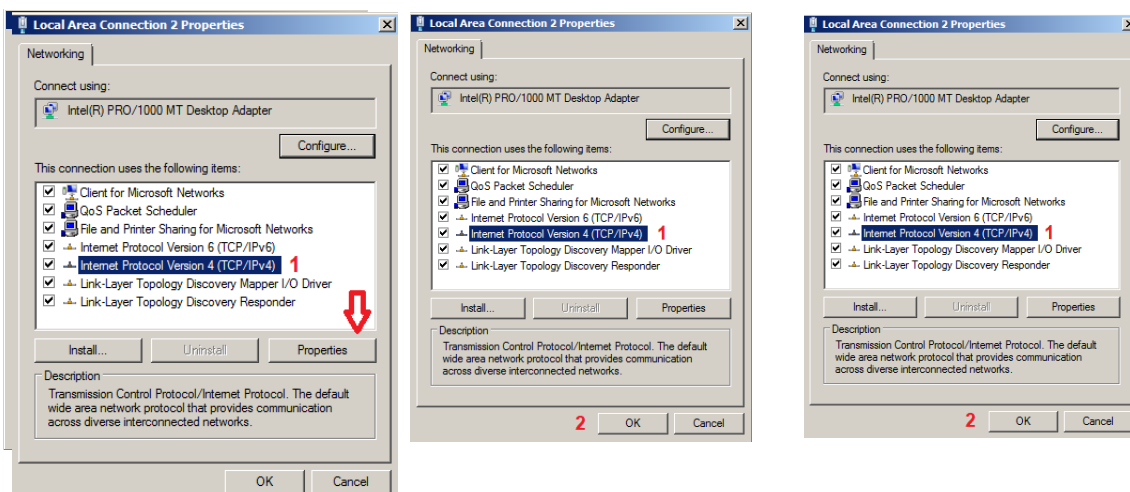 Local Area Connection 2 Properties
Networking
Connect using:
Intel(R) PRO/1000 MT Desktop Adapter
Configure...
This connection uses the following items:
Client for Microsoft Networks
QoS Packet Scheduler
File and Printer Sharing for Microsoft Networks
Internet Protocol Version 6 (TCP/IPv6)
Internet Protocol Version 4 (TCP/IPv4) 1
Link-Layer Topology Discovery Mapper I/O Driver
Link-Layer Topology Discovery Responder
Install... Uninstall Properties
Description
Transmission Control Protocol/Internet Protocol. The default
wide area network protocol that provides communication
across diverse interconnected networks.
OK Cancel
Local Area Connection 2 Properties
Networking
Connect using:
Intel(R) PRO/1000 MT Desktop Adapter
Configure...
This connection uses the following items:
Client for Microsoft Networks
QoS Packet Scheduler
File and Printer Sharing for Microsoft Networks
Internet Protocol Version 6 (TCP/IPv6)
Internet Protocol Version 4 (TCP/IPv4) 1
Link-Layer Topology Discovery Mapper I/O Driver
Link-Layer Topology Discovery Responder
Install... Uninstall Properties
Description
Transmission Control Protocol/Internet Protocol. The default
wide area network protocol that provides communication
across diverse interconnected networks.
2 OK Cancel
Local Area Connection 2 Properties
Networking
Connect using:
Intel(R) PRO/1000 MT Desktop Adapter
Configure...
This connection uses the following items:
Client for Microsoft Networks
QoS Packet Scheduler
File and Printer Sharing for Microsoft Networks
Internet Protocol Version 6 (TCP/IPv6)
Internet Protocol Version 4 (TCP/IPv4) 1
Link-Layer Topology Discovery Mapper I/O Driver
Link-Layer Topology Discovery Responder
Install... Uninstall Properties
Description
Transmission Control Protocol/Internet Protocol. The default
wide area network protocol that provides communication
across diverse interconnected networks.
2 OK Cancel